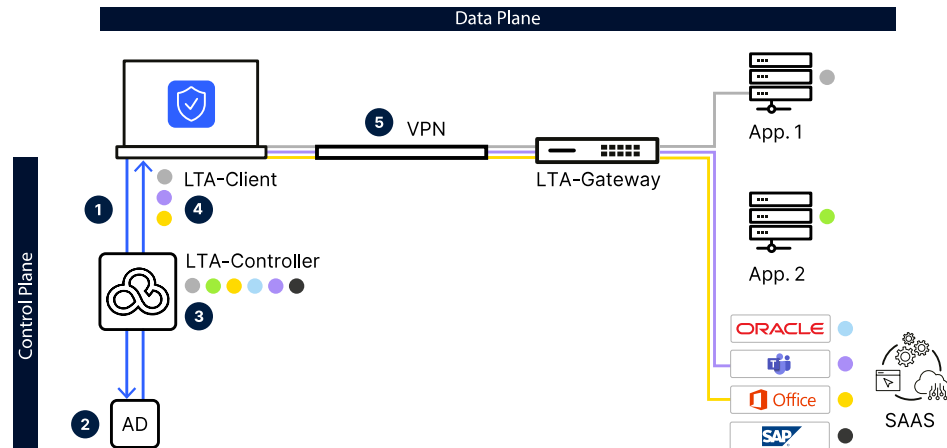 Data Plane
5
VPN
App. 1
LTA-Client
LTA-Gateway
1
4
Control Plane
LTA-Controller
3
App. 2
ORACLE
T
Office
SAAS
2
AD
SAP